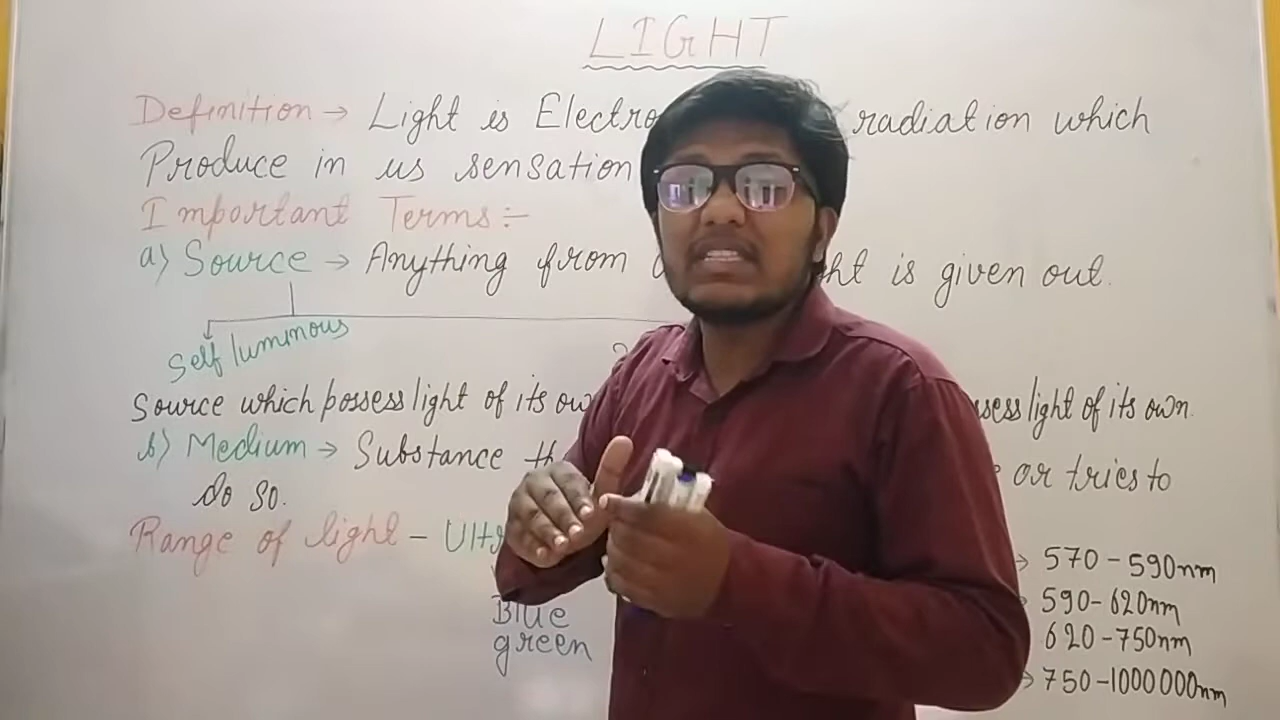 LIGHT
Definition → Light is Electro radiation which
Produce in us sensation
Important Terms :-
a) Source → Anything from ht is given out.
Self luminous
Source which possess light of its ow ssess light of its own.
b) Medium → Substance th or tries to
do so.
Range of light - Ult
→ 570-590nm
Blue → 590-620nm
green 620-750nm
→ 750-1000000nm